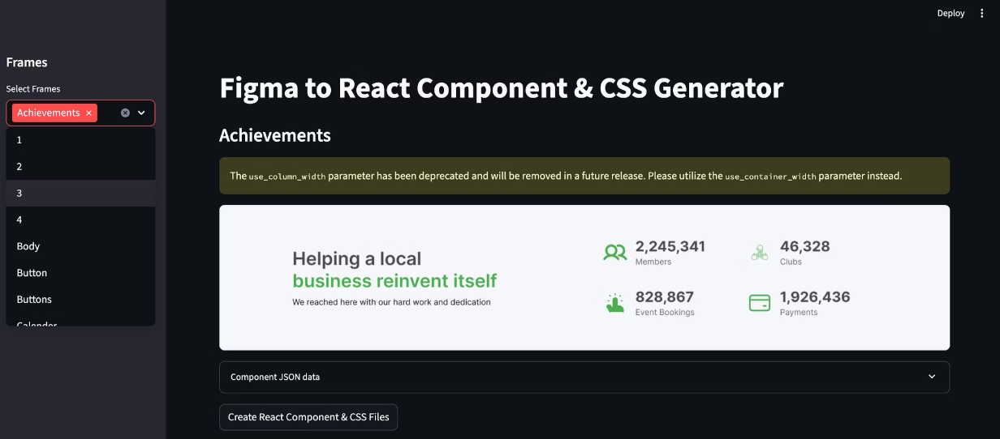 Deploy
Frames
Select Frames
Achievements
1
2
3
4
Body
Button
Buttons
Calender
Figma to React Component & CSS Generator
Achievements
The use_column_width parameter has been deprecated and will be removed in a future release. Please utilize the use_container_width parameter instead.
Helping a local
business reinvent itself
We reached here with our hard work and dedication
2,245,341
Members
46,328
Clubs
828,867
Event Bookings
1,926,436
Payments
Component JSON data
Create React Component & CSS Files